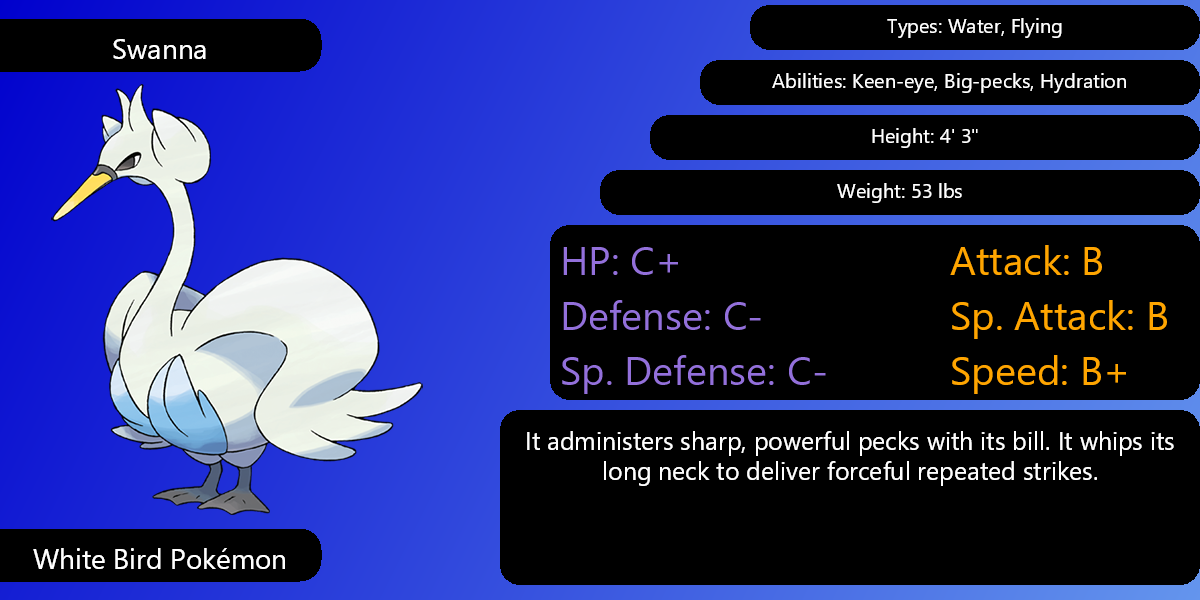 Swanna
Types: Water, Flying
Abilities: Keen-eye, Big-pecks, Hydration
Height: 4' 3"
Weight: 53 lbs
HP: C+
Attack: B
Defense: C-
Sp. Attack: B
Sp. Defense: C-
Speed: B+
It administers sharp, powerful pecks with its bill. It whips its
long neck to deliver forceful repeated strikes.
White Bird Pokémon